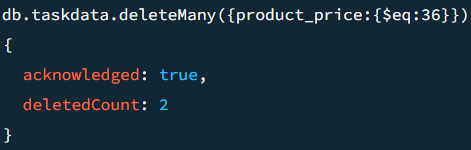 db.taskdata.deleteMany({product_price:{$eq:36}})
{
  acknowledged: true,
  deletedCount: 2
}